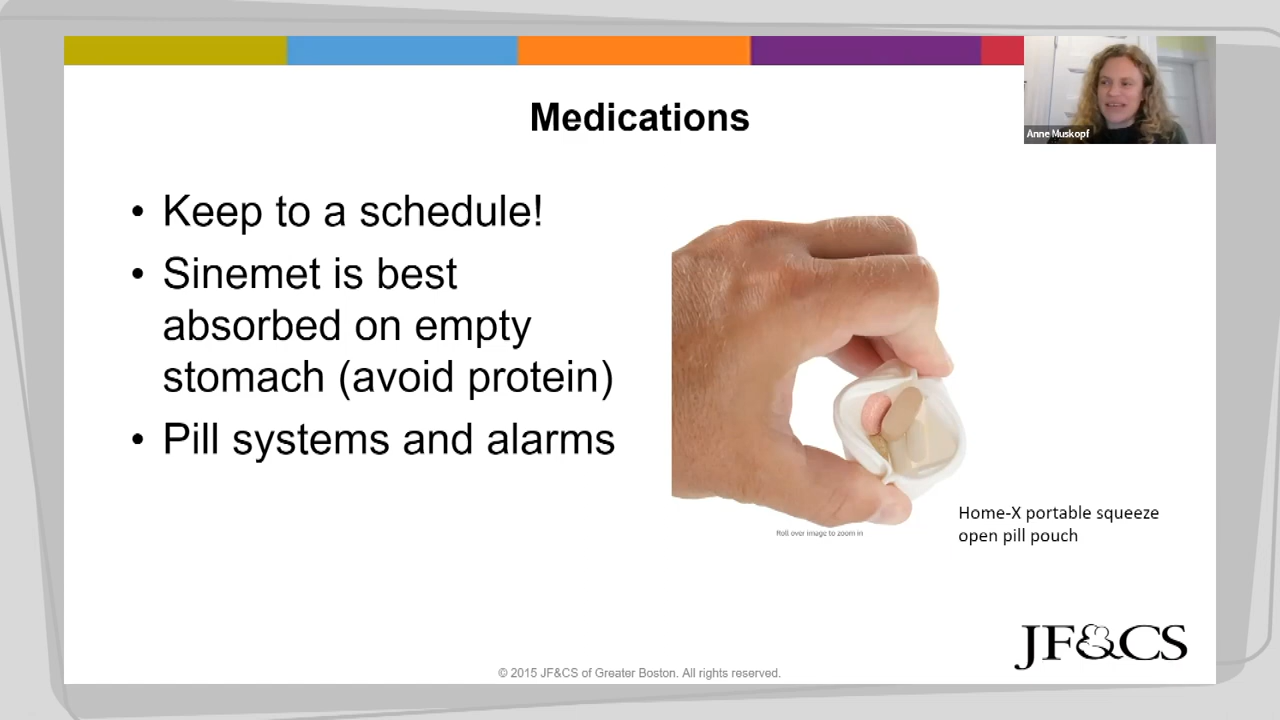 Medications
Anne Muskopf
• Keep to a schedule!
• Sinemet is best
absorbed on empty
stomach (avoid protein)
• Pill systems and alarms
Roll over image to zoom in
Home-X portable squeeze
open pill pouch
JF&CS
© 2015 JF&CS of Greater Boston. All rights reserved.